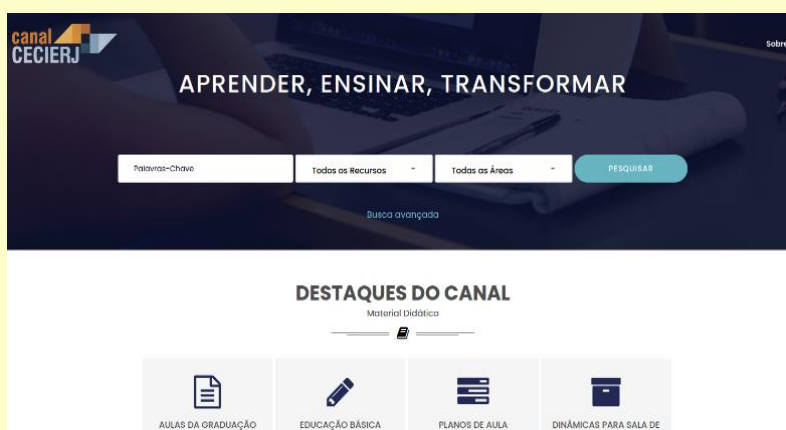 canal
CECIERJ
Sobre
APRENDER, ENSINAR, TRANSFORMAR
Palavras-Chave
Todos os Recursos
Todas as Áreas
PESQUISAR
Busca avançada
DESTAQUES DO CANAL
Material Didático
AULAS DA GRADUAÇÃO
EDUCAÇÃO BÁSICA
PLANOS DE AULA
DINÂMICAS PARA SALA DE